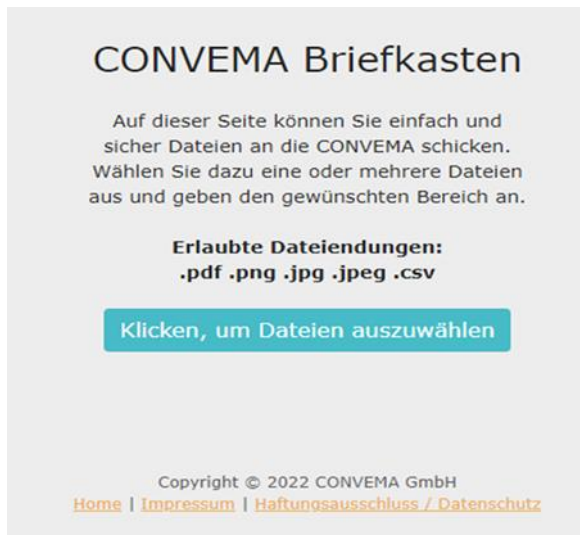 CONVEMA Briefkasten
Auf dieser Seite können Sie einfach und
sicher Dateien an die CONVEMA schicken.
Wählen Sie dazu eine oder mehrere Dateien
aus und geben den gewünschten Bereich an.
Erlaubte Dateiendungen:
.pdf .png .jpg .jpeg .csv
Klicken, um Dateien auszuwählen
Copyright © 2022 CONVEMA GmbH
Home | Impressum | Haftungsausschluss / Datenschutz